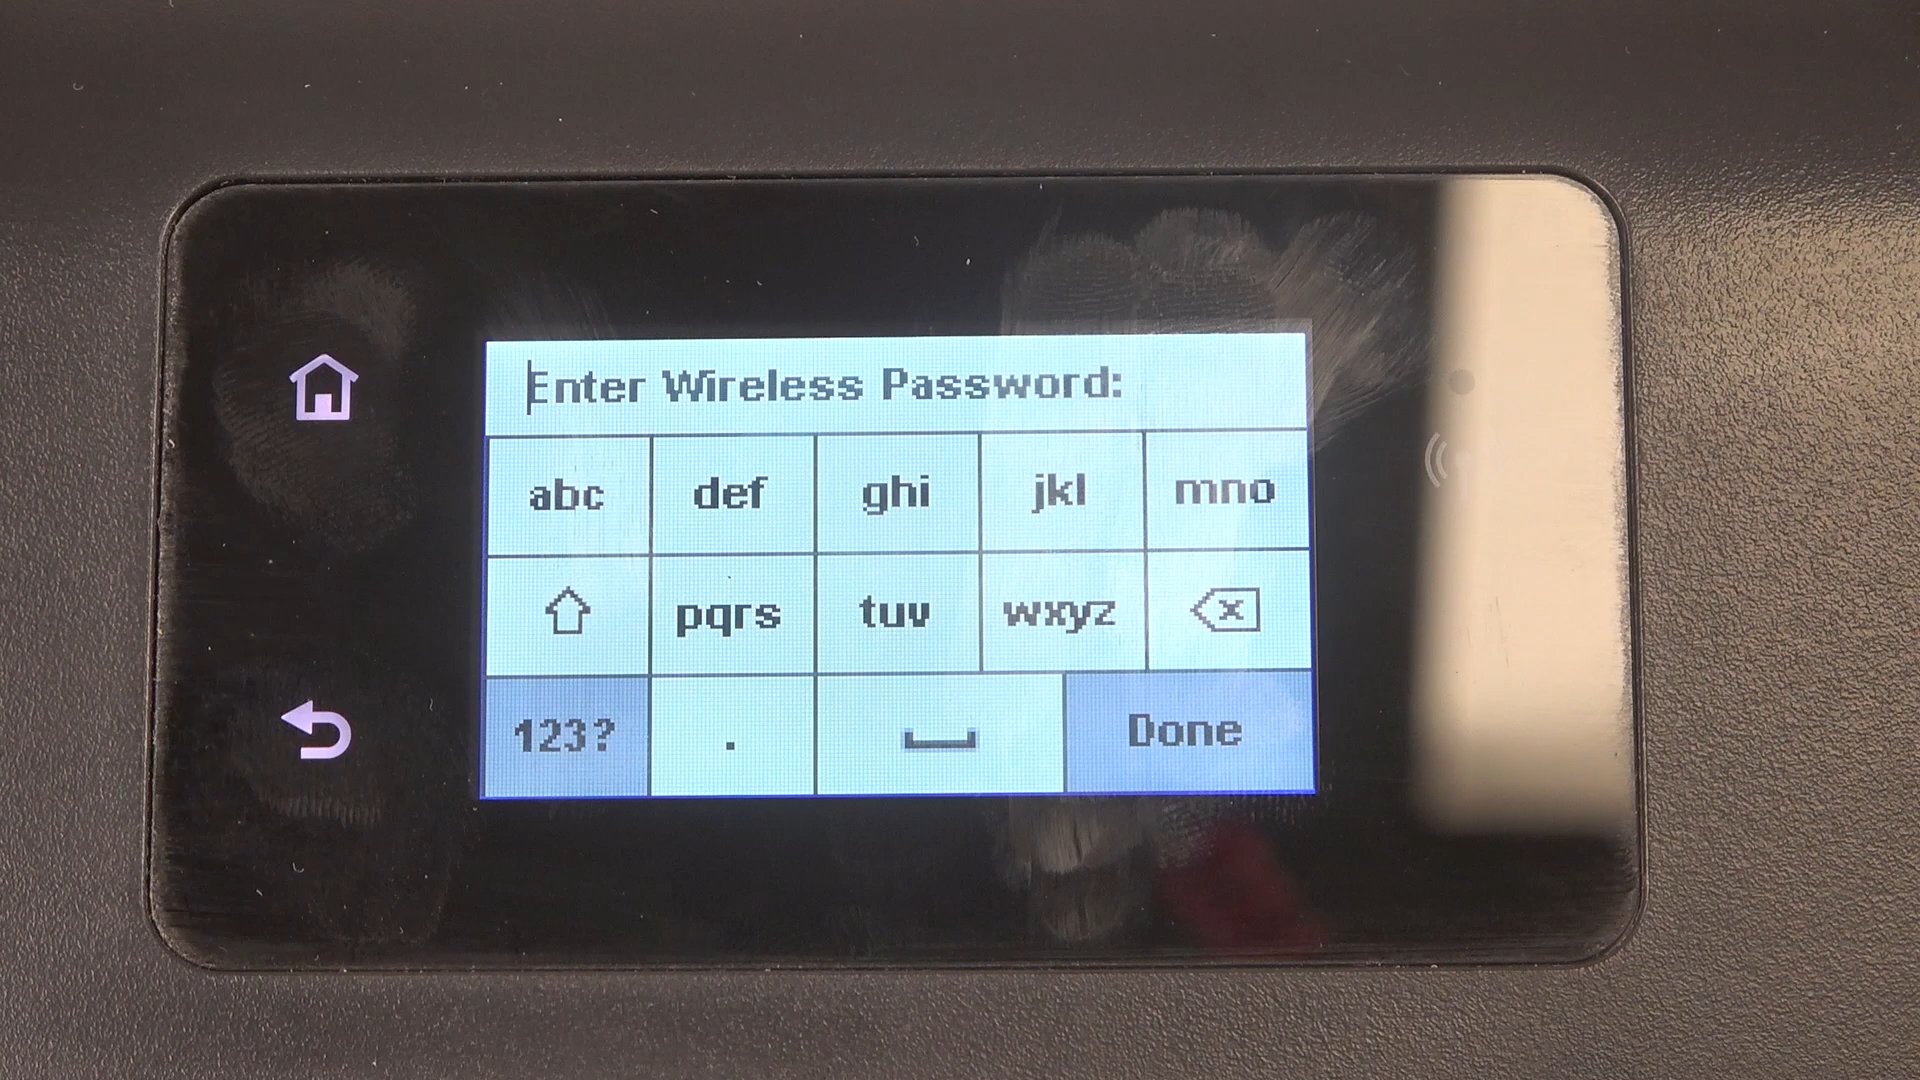 Enter Wireless Password:
abc def ghi jkl mno
pqrs tuv wxyz x
123? . Done